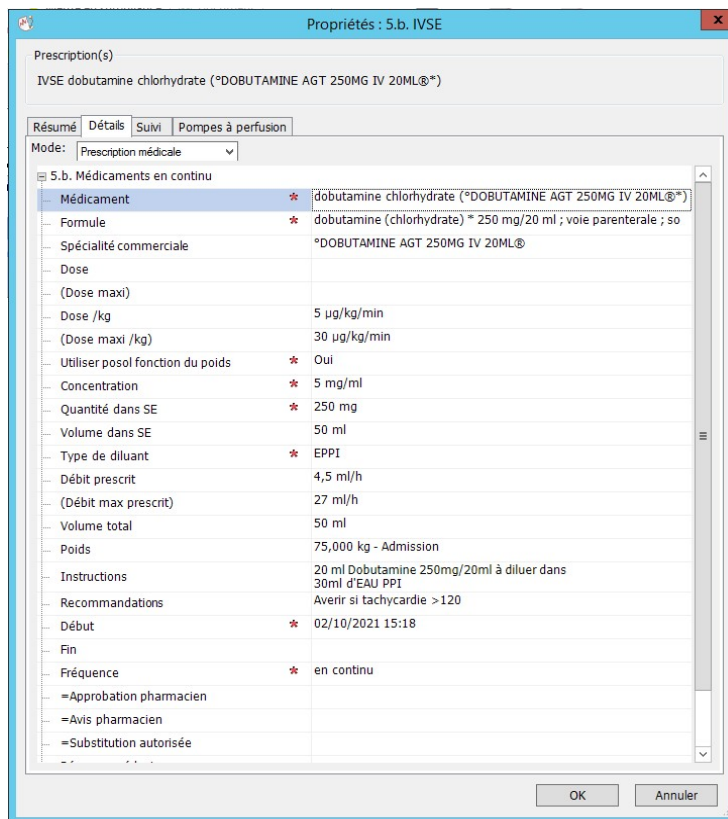 Propriétés : 5.b. IVSE
x
Prescription(s)
IVSE dobutamine chlorhydrate (°DOBUTAMINE AGT 250MG IV 20ML®*)
Résumé Détails Suivi Pompes à perfusion
Mode: Prescription médicale
5.b. Médicaments en continu
Médicament * dobutamine chlorhydrate (°DOBUTAMINE AGT 250MG IV 20ML®*)
Formule * dobutamine (chlorhydrate) * 250 mg/20 ml ; voie parenterale ; so
Spécialité commerciale °DOBUTAMINE AGT 250MG IV 20ML®
Dose
(Dose maxi)
Dose /kg 5 µg/kg/min
(Dose maxi /kg) 30 µg/kg/min
Utiliser posol fonction du poids * Oui
Concentration * 5 mg/ml
Quantité dans SE * 250 mg
Volume dans SE 50 ml
Type de diluant * EPPI
Débit prescrit 4,5 ml/h
(Débit max prescrit) 27 ml/h
Volume total 50 ml
Poids 75,000 kg - Admission
Instructions 20 ml Dobutamine 250mg/20ml à diluer dans
30ml d'EAU PPI
Recommandations Averir si tachycardie >120
Début * 02/10/2021 15:18
Fin
Fréquence * en continu
=Approbation pharmacien
=Avis pharmacien
=Substitution autorisée
OK Annuler